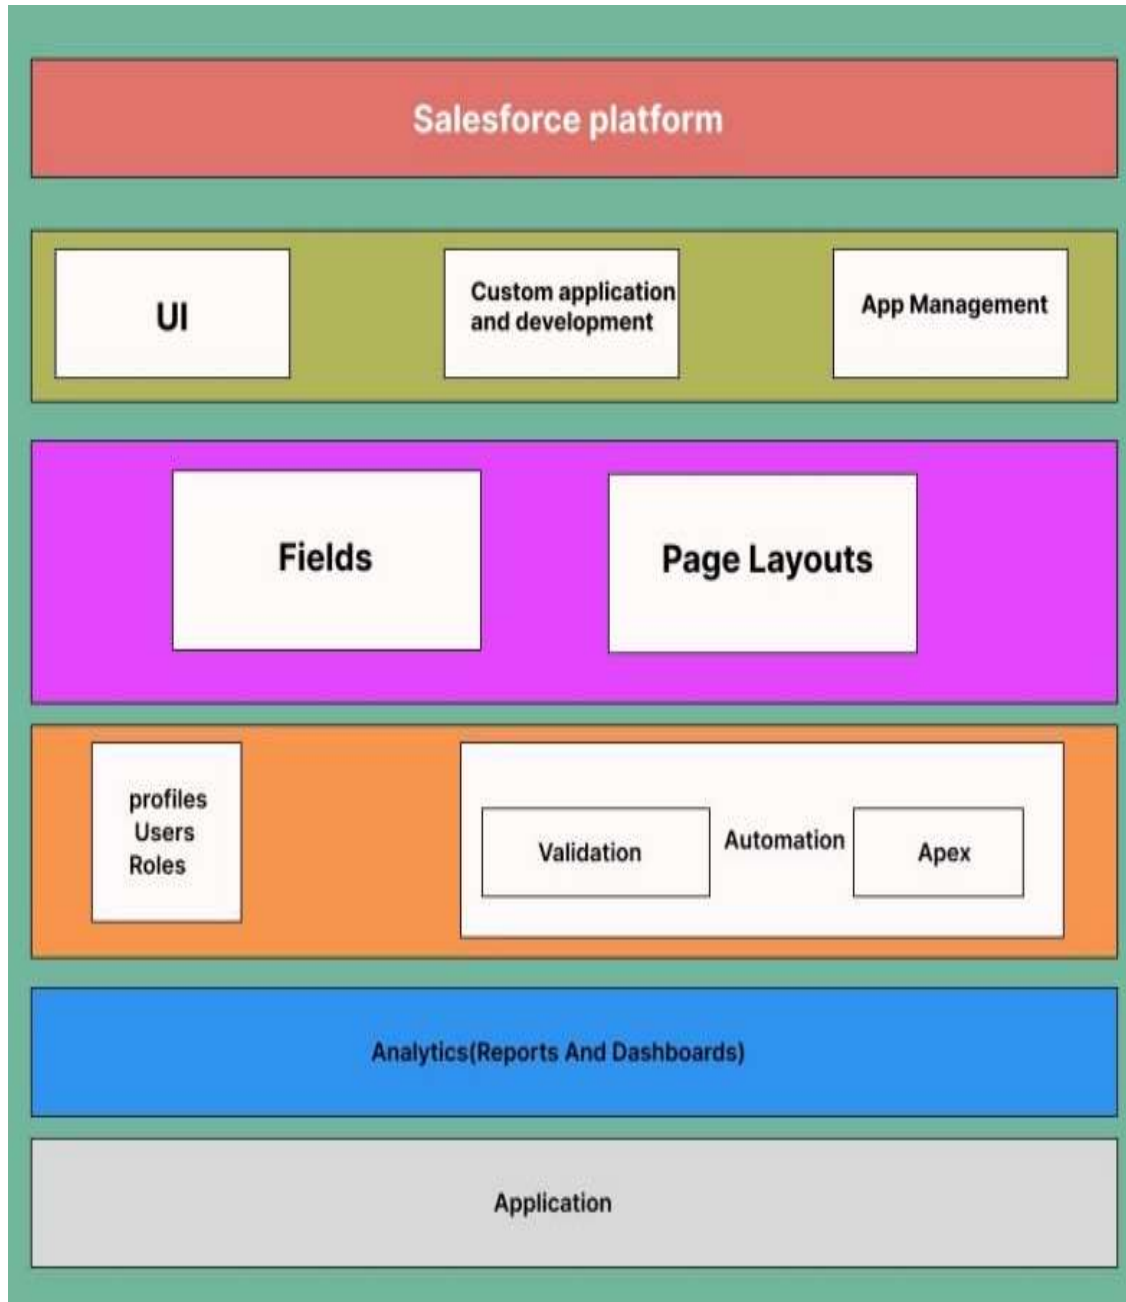 Salesforce platform
UI
Custom application
and development
App Management
Fields
Page Layouts
profiles
Users
Roles
Validation
Automation
Apex
Analytics(Reports And Dashboards)
Application